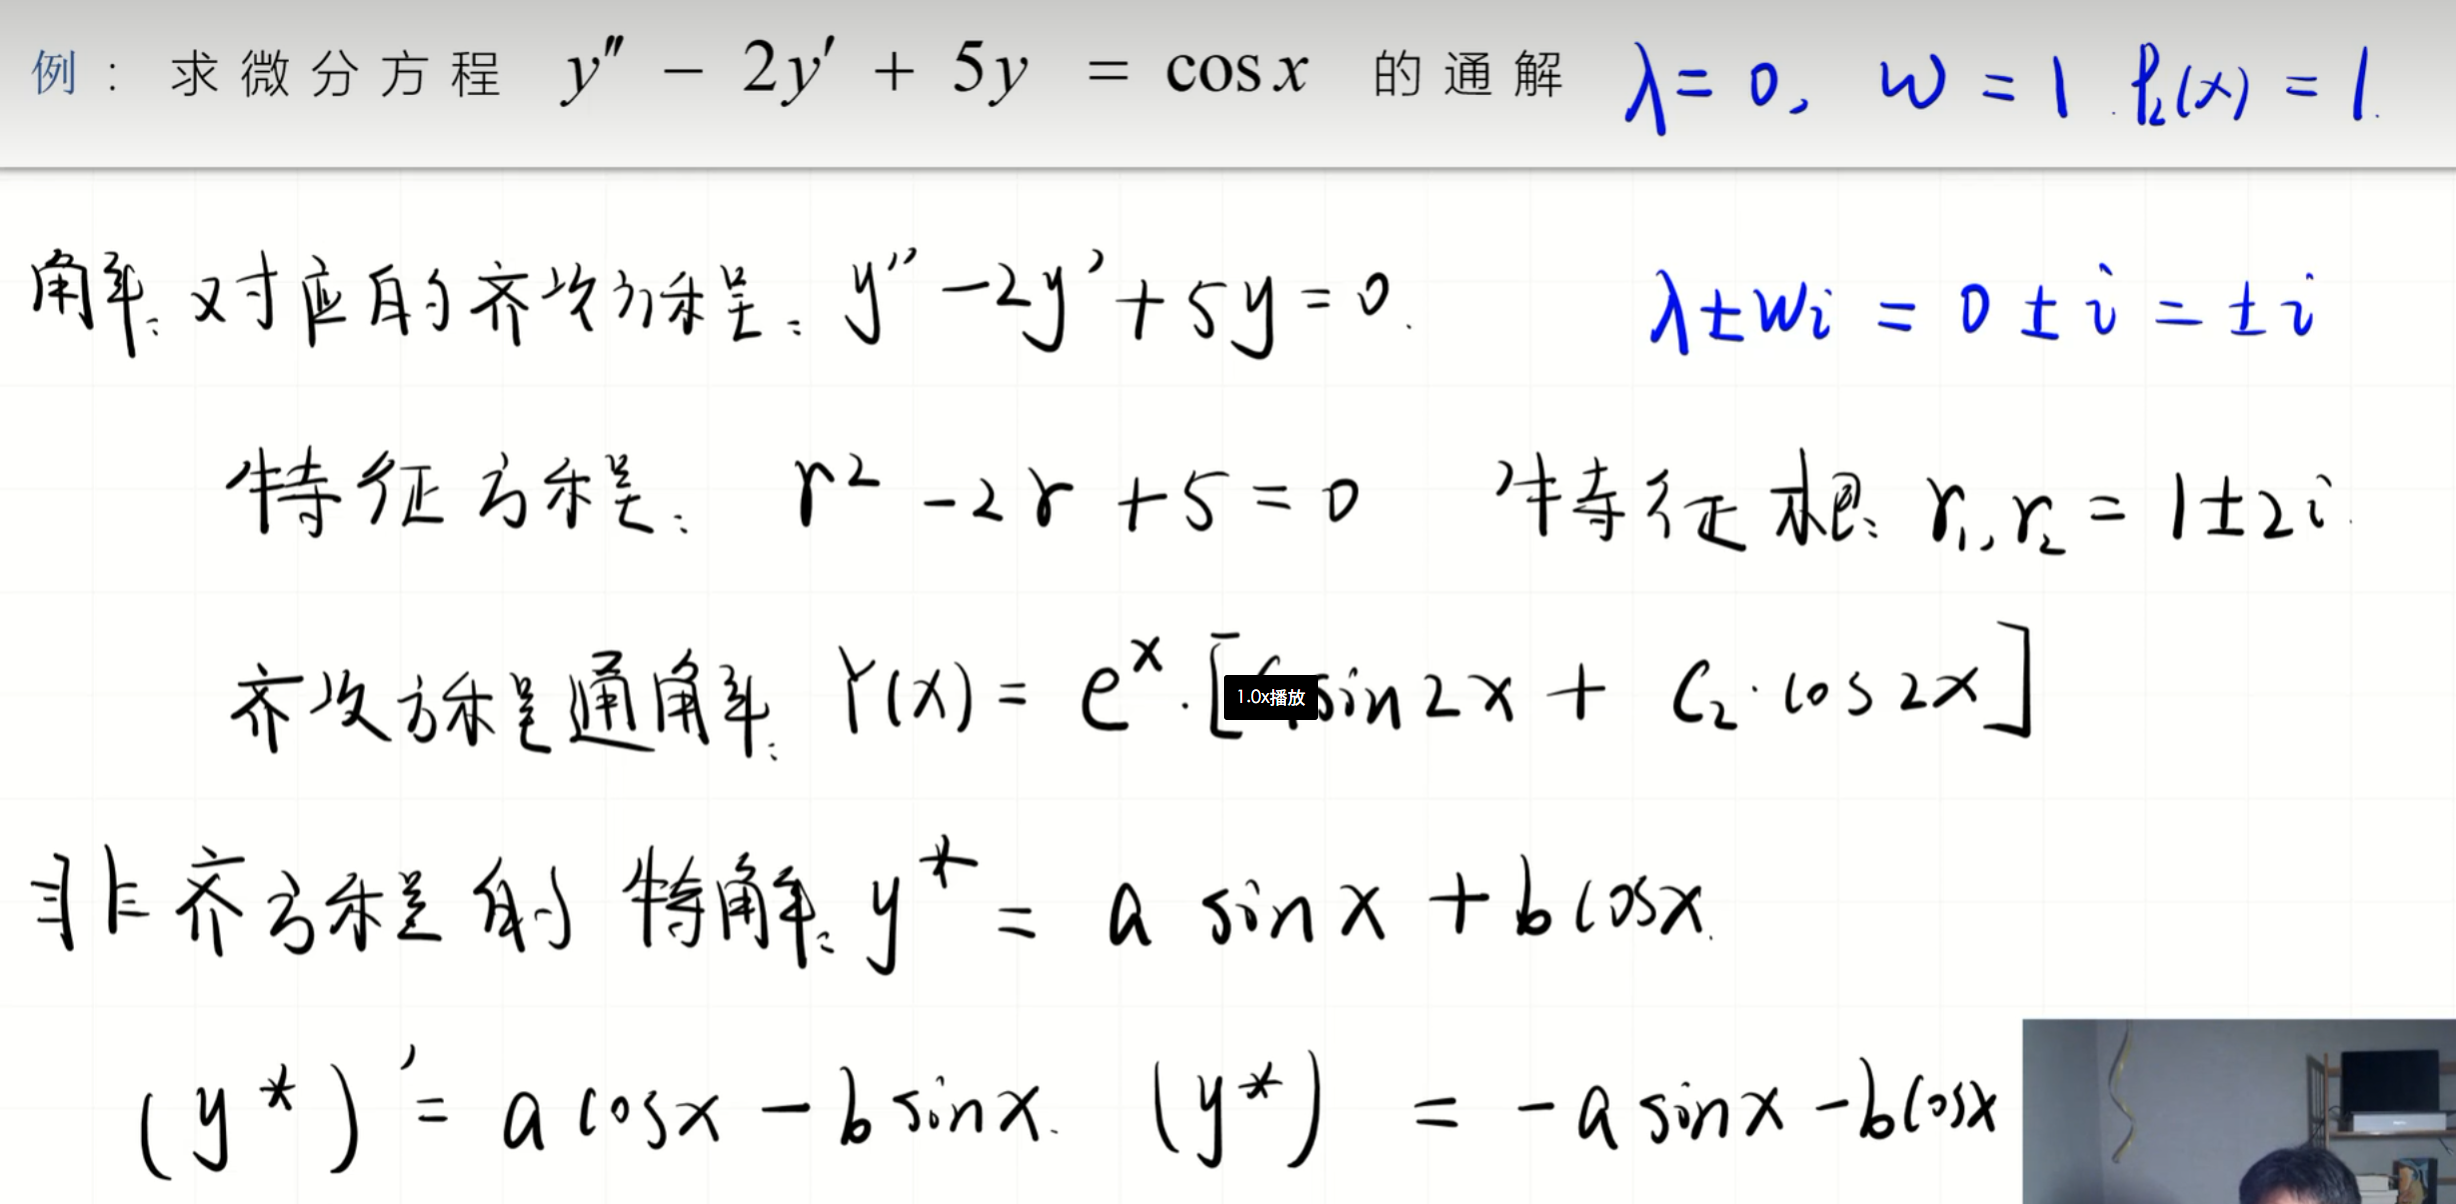 例：求微分方程 y″ − 2y′ + 5y = cos x 的通解 λ = 0, w = 1. P₂(x) = 1.
解: 对应的齐次方程: y″ − 2y′ + 5y = 0. λ ± wi = 0 ± i = ± i
特征方程: r² − 2r + 5 = 0 特征根: r₁, r₂ = 1 ± 2i.
齐次方程通解: Y(x) = eˣ · [ sin 2x + C₂ · cos 2x ]
1.0x播放
非齐方程的特解: y* = a sin x + b cos x.
(y*)′ = a cos x − b sin x. (y*) = − a sin x − b cos x